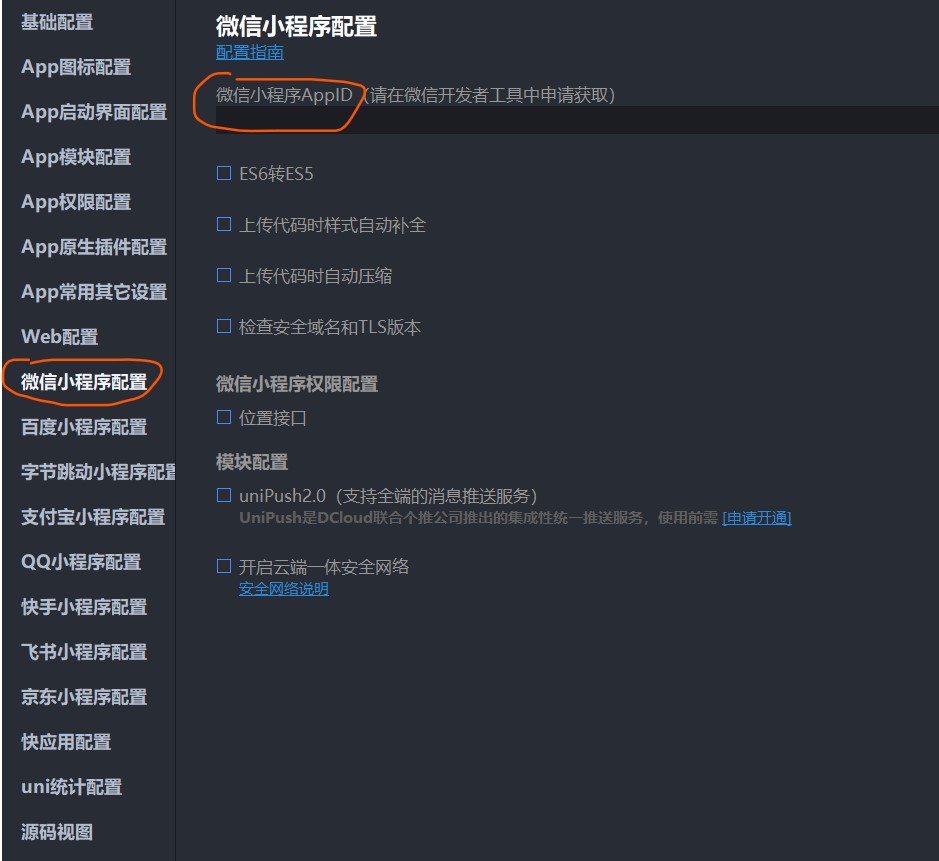 基础配置
App图标配置
App启动界面配置
App模块配置
App权限配置
App原生插件配置
App常用其它设置
Web配置
微信小程序配置
百度小程序配置
字节跳动小程序配置
支付宝小程序配置
QQ小程序配置
快手小程序配置
飞书小程序配置
京东小程序配置
快应用配置
uni统计配置
源码视图
微信小程序配置
配置指南
微信小程序AppID（请在微信开发者工具中申请获取）
ES6转ES5
上传代码时样式自动补全
上传代码时自动压缩
检查安全域名和TLS版本
微信小程序权限配置
位置接口
模块配置
uniPush2.0（支持全端的消息推送服务）
UniPush是DCloud联合个推公司推出的集成性统一推送服务，使用前需 [申请开通]
开启云端一体安全网络
安全网络说明